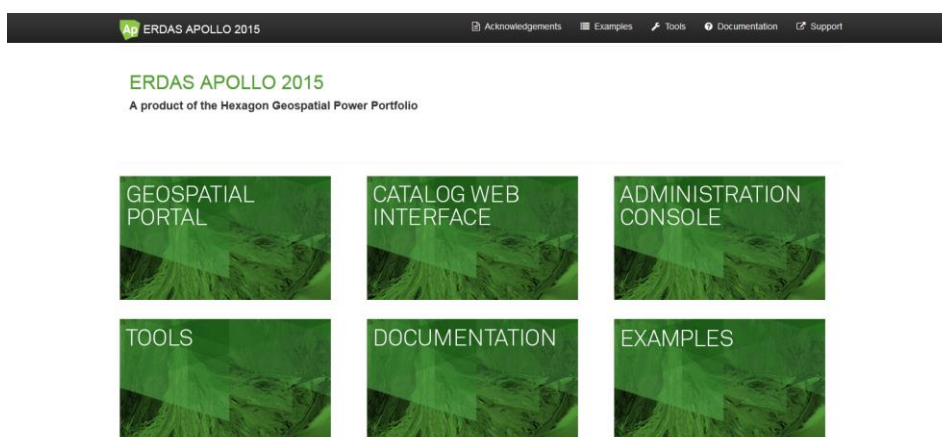 Ap ERDAS APOLLO 2015
Acknowledgements Examples Tools Documentation Support
ERDAS APOLLO 2015
A product of the Hexagon Geospatial Power Portfolio
GEOSPATIAL
PORTAL
CATALOG WEB
INTERFACE
ADMINISTRATION
CONSOLE
TOOLS
DOCUMENTATION
EXAMPLES